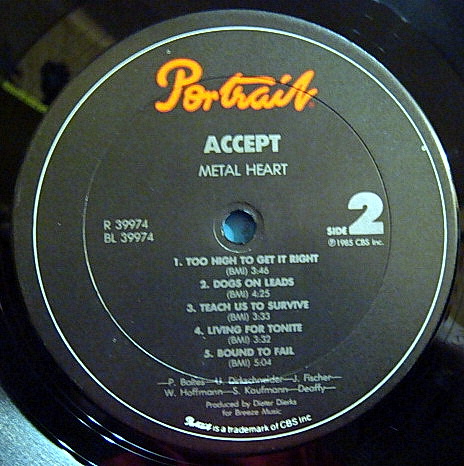 Portrait
ACCEPT
METAL HEART
R 39974
BL 39974
SIDE 2
℗ 1985 CBS Inc.
1. TOO HIGH TO GET IT RIGHT
(BMI) 3:46
2. DOGS ON LEADS
(BMI) 4:25
3. TEACH US TO SURVIVE
(BMI) 3:33
4. LIVING FOR TONITE
(BMI) 3:32
5. BOUND TO FAIL
(BMI) 5:04
—P. Baltes—U. Dirkschneider—J. Fischer—
W. Hoffmann—S. Kaufmann—Deaffy—
Produced by Dieter Dierks
for Breeze Music
Portrait is a trademark of CBS Inc